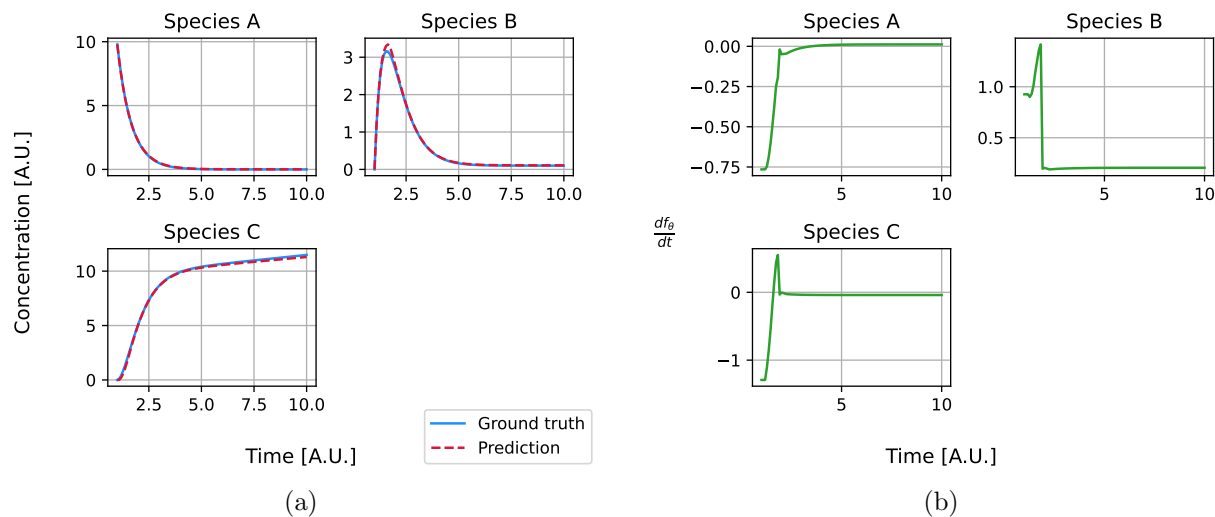 Species A
Species B
10
5
0
2.5
5.0
7.5
10.0
3
2
1
0
2.5
5.0
7.5
10.0
Species C
10
5
0
2.5
5.0
7.5
10.0
Concentration [A.U.]
Time [A.U.]
Ground truth
Prediction
(a)
Species A
Species B
0.00
−0.25
−0.50
−0.75
5
10
1.0
0.5
5
10
Species C
0
−1
5
10
df_θ
dt
Time [A.U.]
(b)